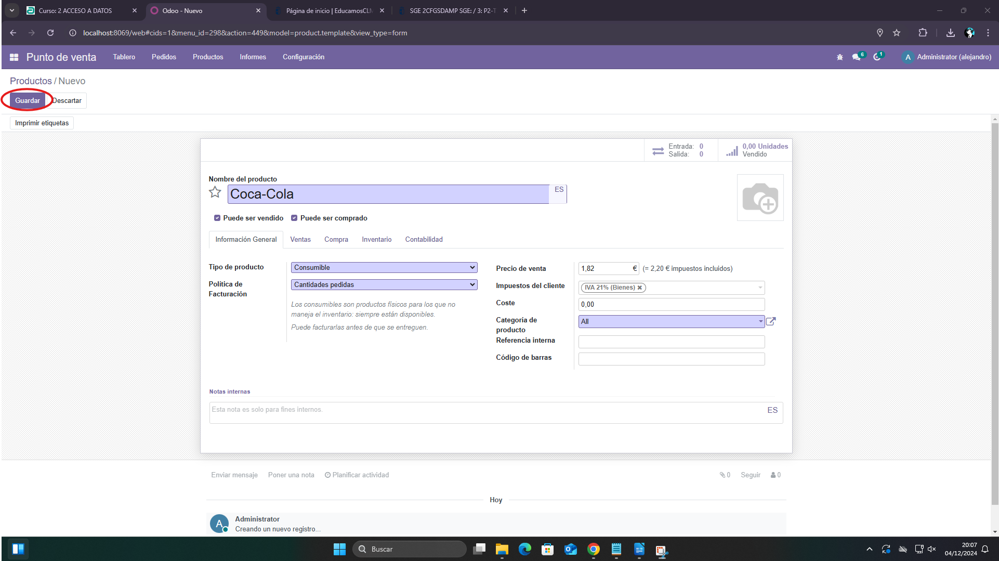 Curso: 2 ACCESO A DATOS
Odoo - Nuevo
Página de inicio | EducamosCLM
SGE 2CFGSDAMP SGE: / 3: P2-T
localhost:8069/web#cids=1&menu_id=298&action=449&model=product.template&view_type=form
Punto de venta
Tablero
Pedidos
Productos
Informes
Configuración
6
1
A
Administrator (alejandro)
Productos / Nuevo
Guardar
Descartar
Imprimir etiquetas
Entrada: 0
Salida: 0
0,00 Unidades
Vendido
Nombre del producto
Coca-Cola
ES
Puede ser vendido
Puede ser comprado
Información General
Ventas
Compra
Inventario
Contabilidad
Tipo de producto
Consumible
Política de
Facturación
Cantidades pedidas
Los consumibles son productos físicos para los que no
maneja el inventario: siempre están disponibles.
Puede facturarlas antes de que se entreguen.
Precio de venta
1,82 € (= 2,20 € impuestos incluidos)
Impuestos del cliente
IVA 21% (Bienes)
Coste
0,00
Categoría de
producto
All
Referencia interna
Código de barras
Notas internas
Esta nota es solo para fines internos.
ES
Enviar mensaje
Poner una nota
Planificar actividad
0
Seguir
0
Hoy
A
Administrator
Creando un nuevo registro...
Buscar
20:07
04/12/2024